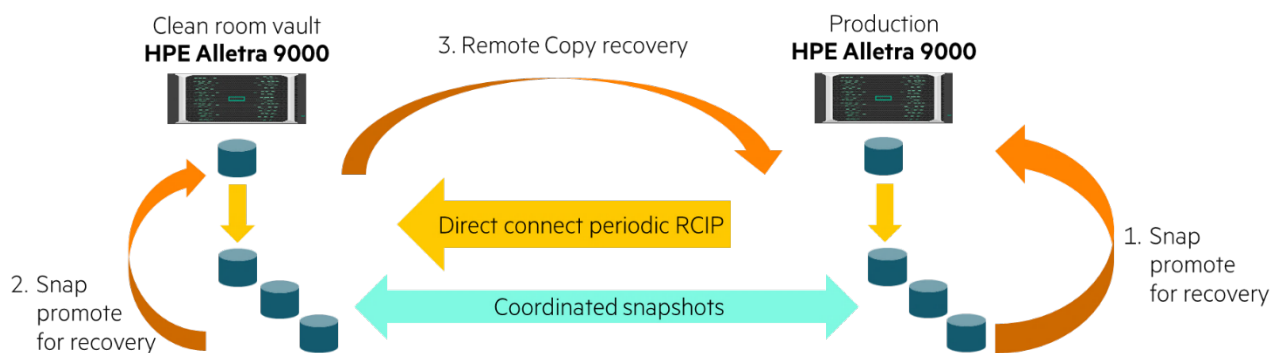 Clean room vault
HPE Alletra 9000
3. Remote Copy recovery
Production
HPE Alletra 9000
Direct connect periodic RCIP
Coordinated snapshots
2. Snap
promote
for recovery
1. Snap
promote
for recovery